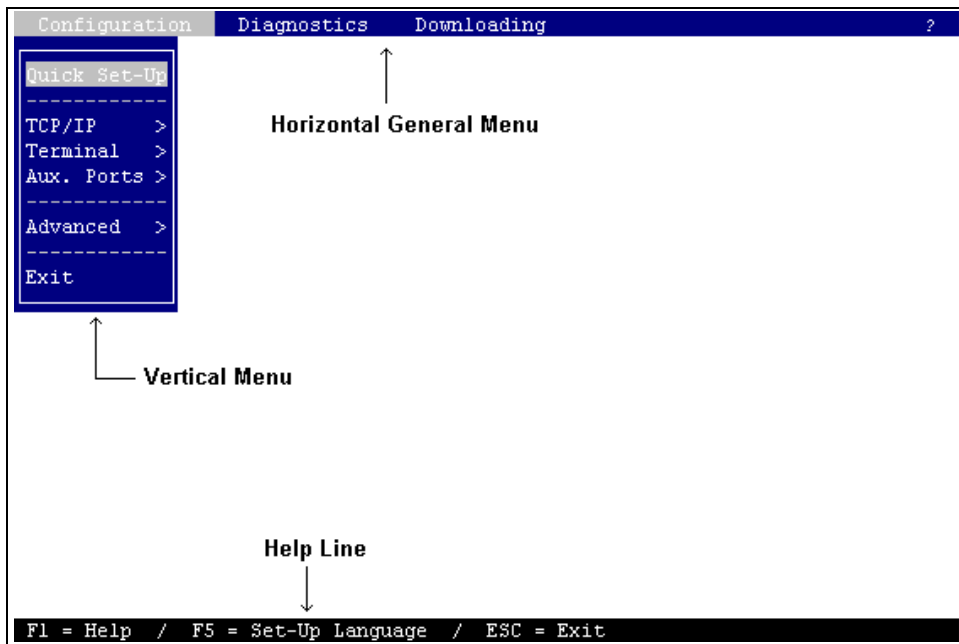 Configuration Diagnostics Downloading ?
Quick Set-Up
------------
TCP/IP >
Terminal >
Aux. Ports >
------------
Advanced >
------------
Exit
Horizontal General Menu
Vertical Menu
Help Line
F1 = Help / F5 = Set-Up Language / ESC = Exit